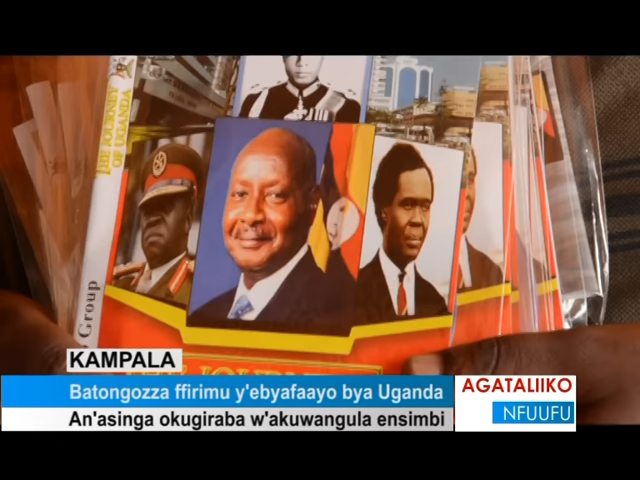 THE JOURNEY
OF UGANDA
Group
KAMPALA
Batongozza ffirimu y'ebyafaayo bya Uganda
An'asinga okugiraba w'akuwangula ensimbi
AGATALIIKO
NFUUFU